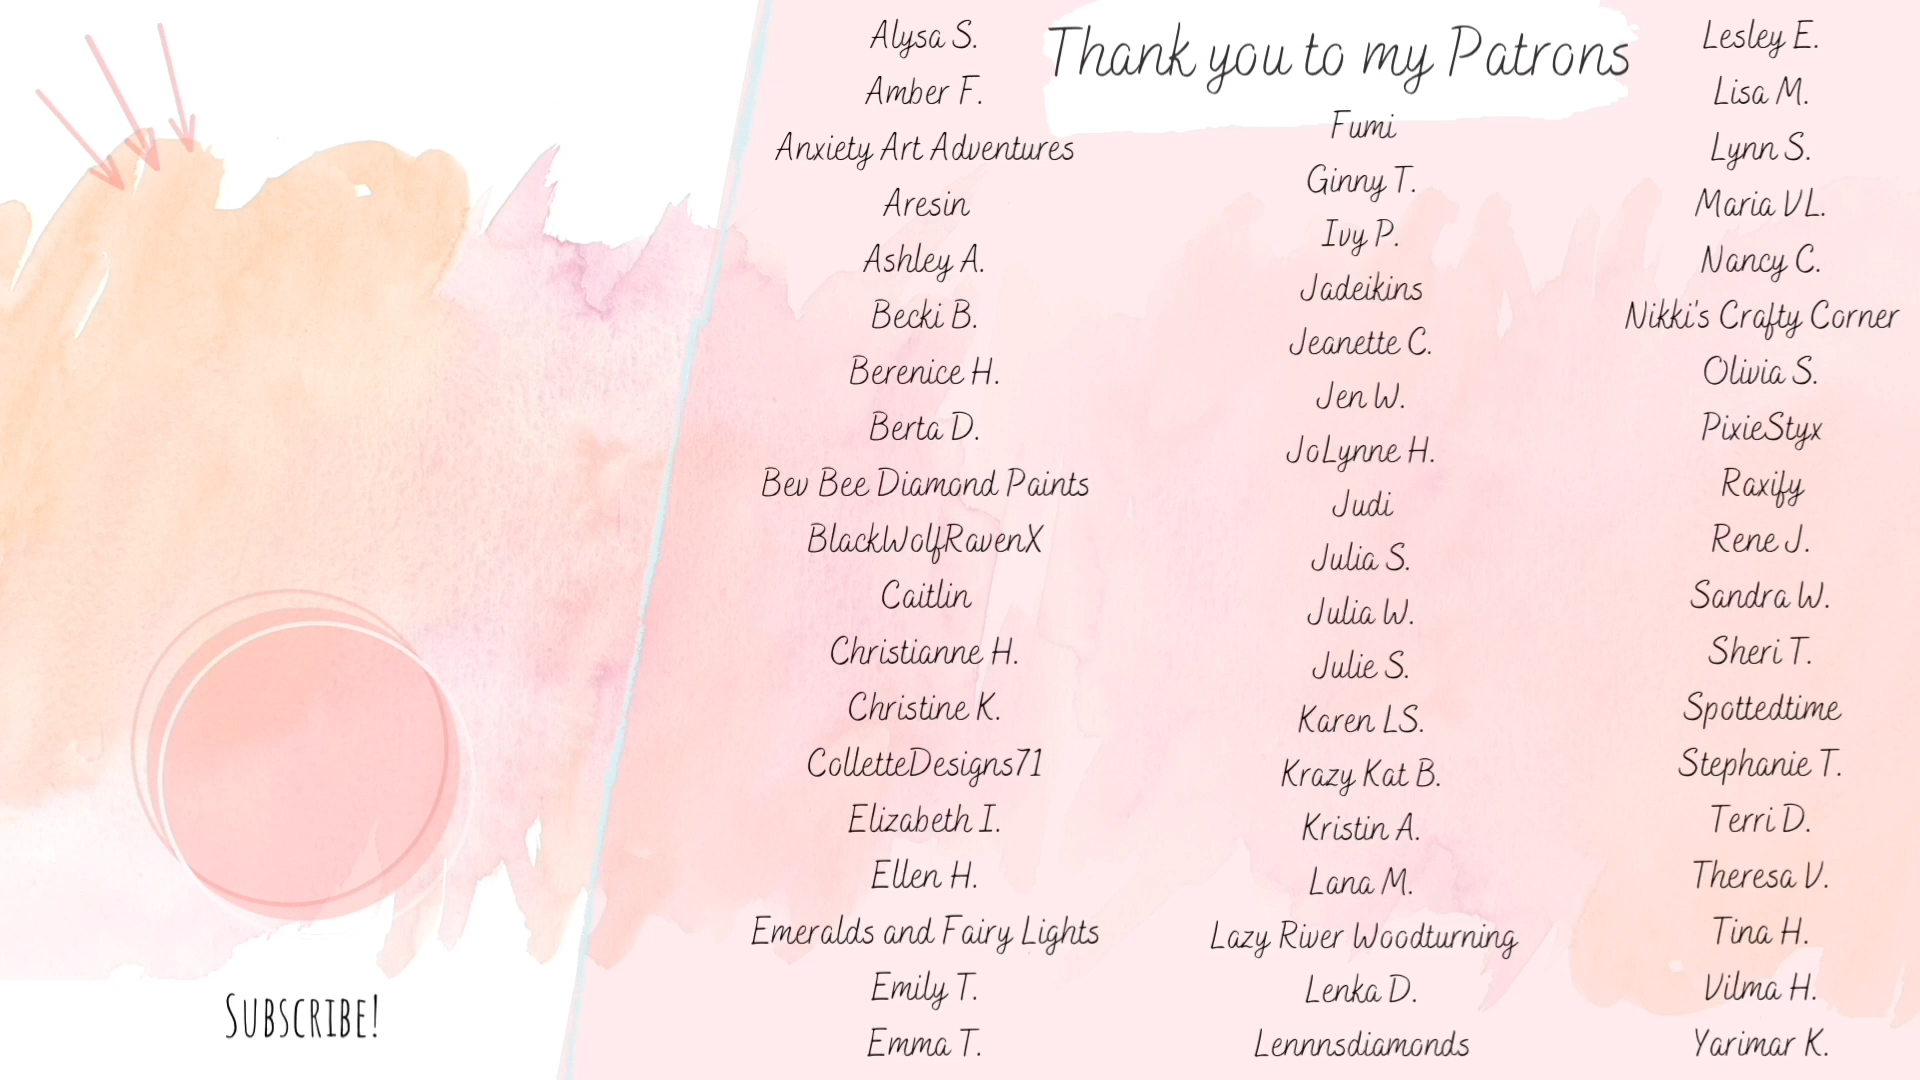 Thank you to my Patrons
Alysa S.
Amber F.
Anxiety Art Adventures
Aresin
Ashley A.
Becki B.
Berenice H.
Berta D.
Bev Bee Diamond Paints
BlackWolfRavenX
Caitlin
Christianne H.
Christine K.
ColletteDesigns71
Elizabeth I.
Ellen H.
Emeralds and Fairy Lights
Emily T.
Emma T.
Fumi
Ginny T.
Ivy P.
Jadeikins
Jeanette C.
Jen W.
JoLynne H.
Judi
Julia S.
Julia W.
Julie S.
Karen LS.
Krazy Kat B.
Kristin A.
Lana M.
Lazy River Woodturning
Lenka D.
Lennnsdiamonds
Lesley E.
Lisa M.
Lynn S.
Maria VL.
Nancy C.
Nikki's Crafty Corner
Olivia S.
PixieStyx
Raxify
Rene J.
Sandra W.
Sheri T.
Spottedtime
Stephanie T.
Terri D.
Theresa V.
Tina H.
Vilma H.
Yarimar K.
Subscribe!